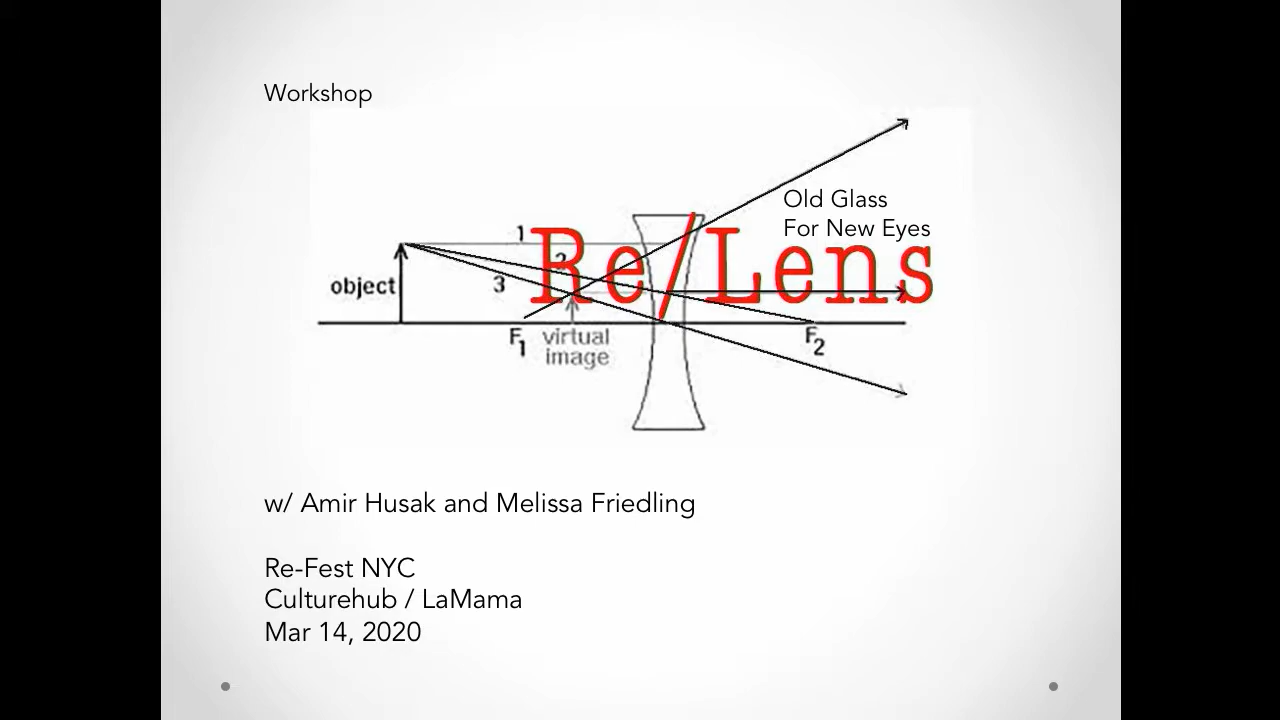 Workshop
Old Glass
For New Eyes
Re/Lens
1
2
3
object
F1
virtual
image
F2
w/ Amir Husak and Melissa Friedling
Re-Fest NYC
Culturehub / LaMama
Mar 14, 2020